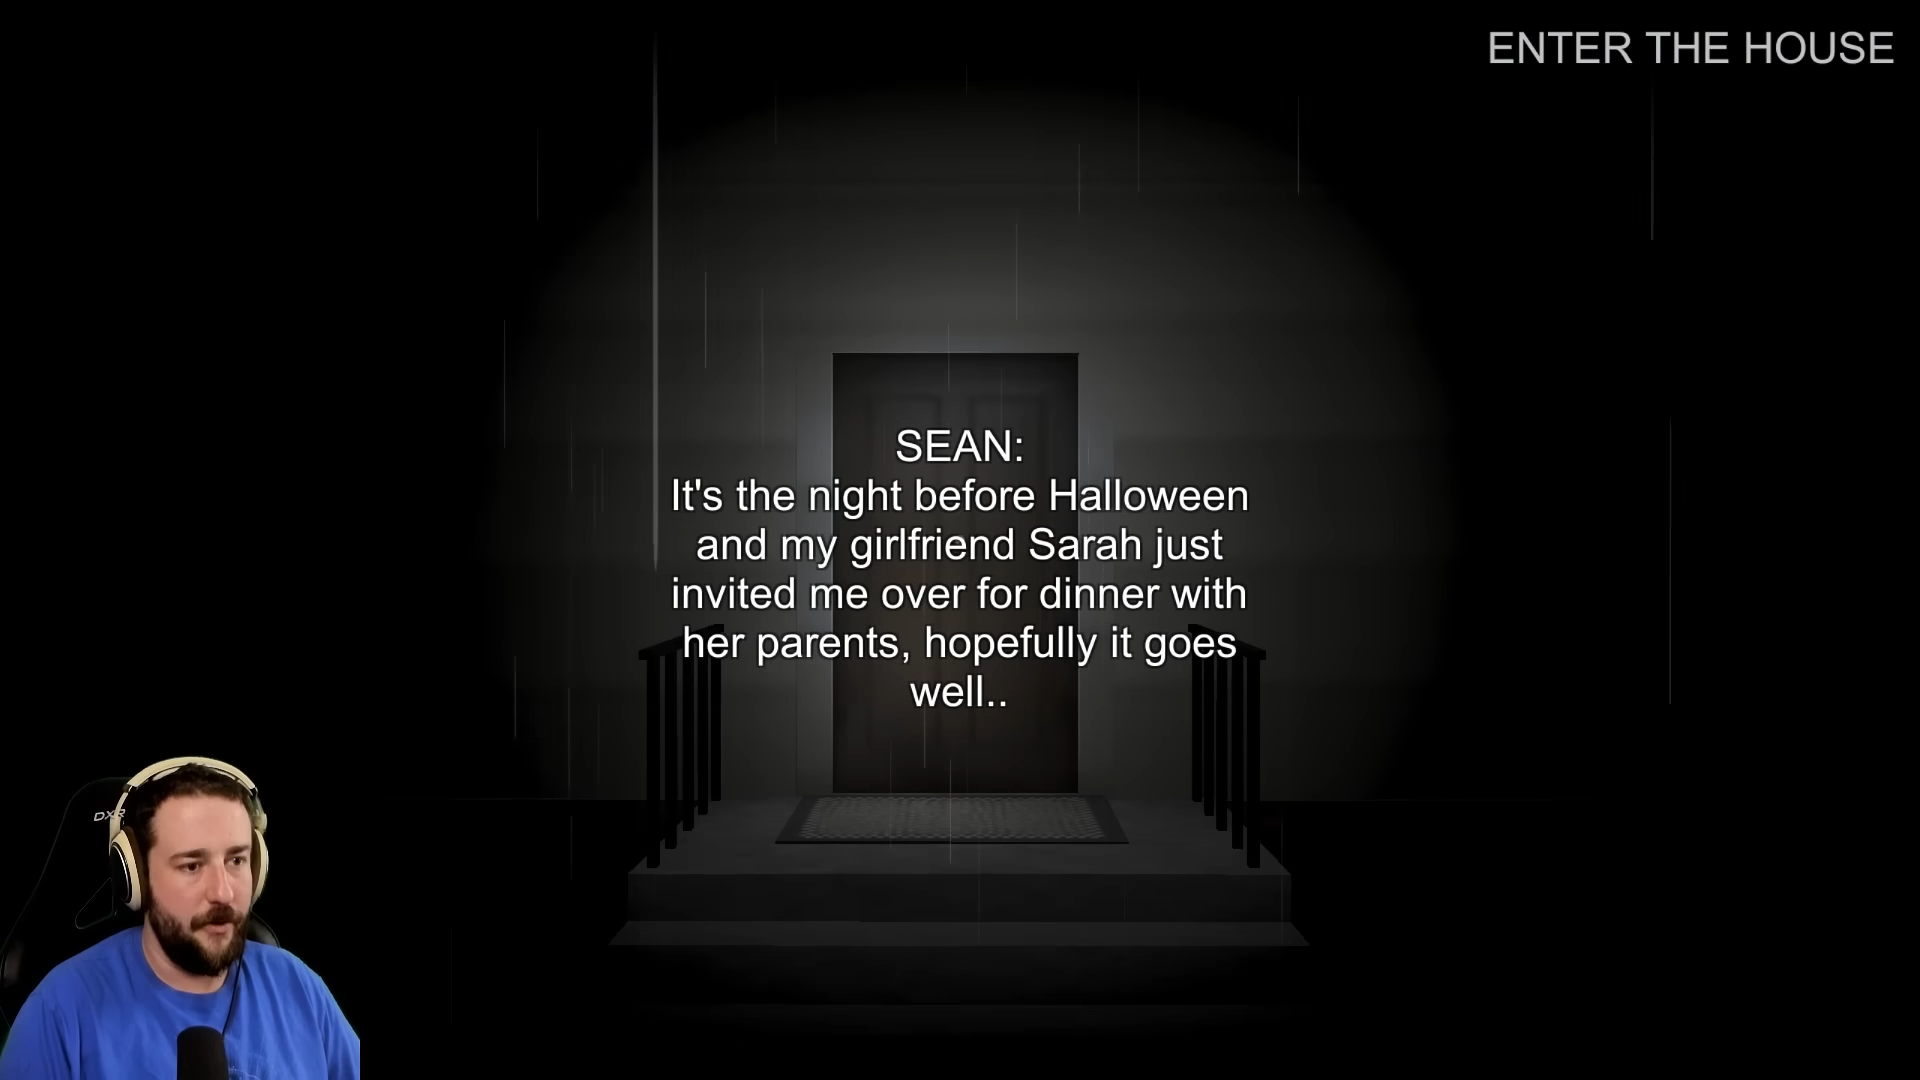 ENTER THE HOUSE
SEAN:
It's the night before Halloween
and my girlfriend Sarah just
invited me over for dinner with
her parents, hopefully it goes
well..
DXR